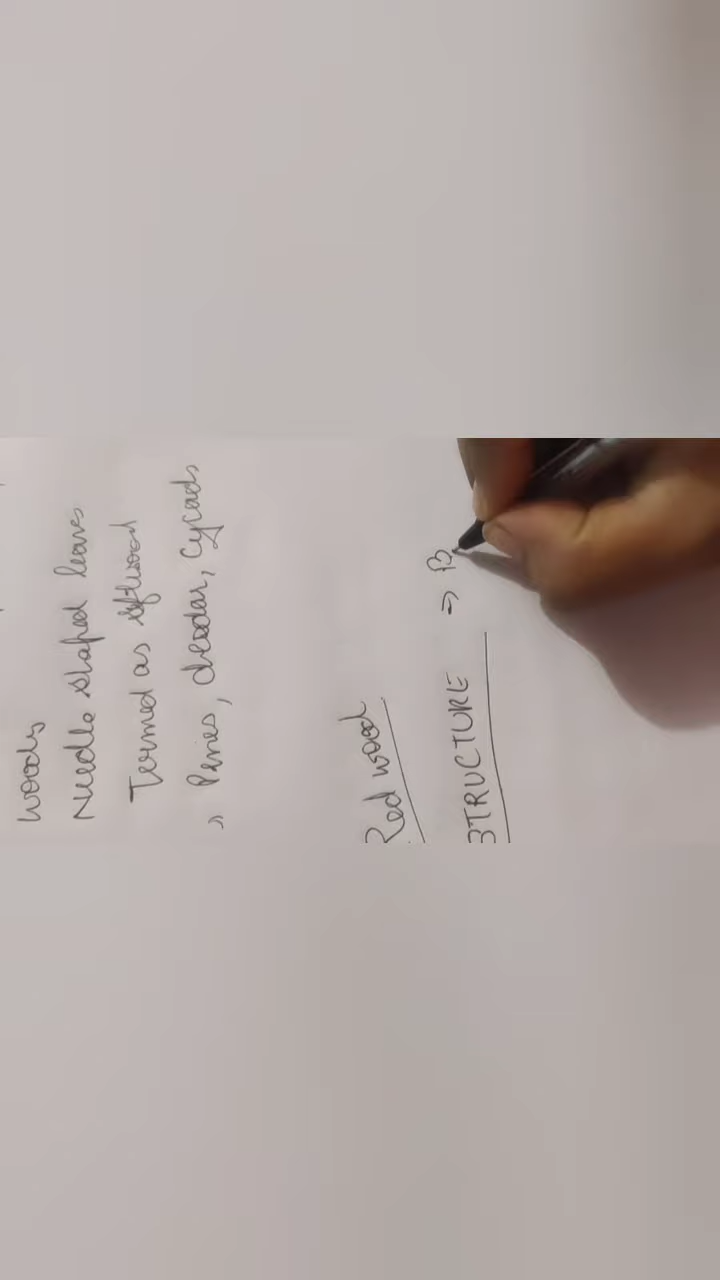 woods
Needle shaped leaves
Termed as softwood
Pines, deodar, Cycads
Red wood
STRUCTURE ⇒ B